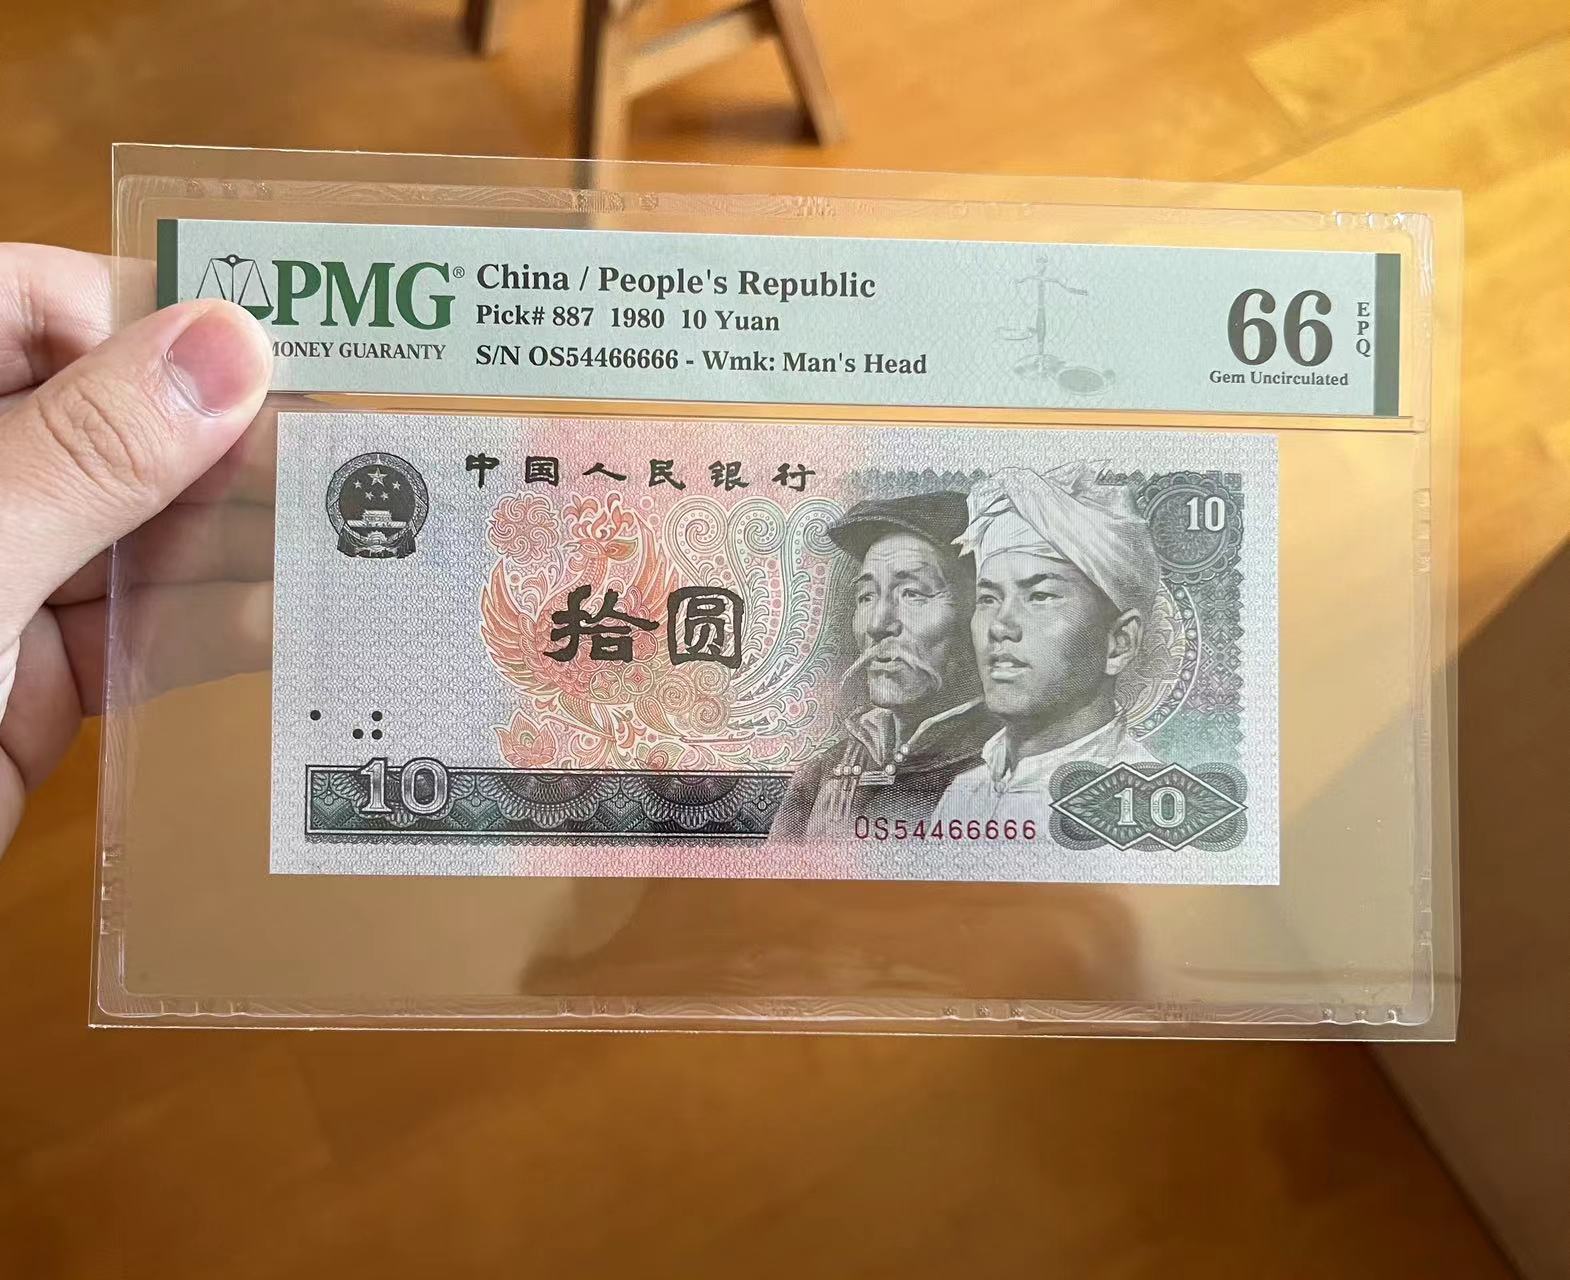 PMG®
MONEY GUARANTY
China / People's Republic
Pick# 887 1980 10 Yuan
S/N OS54466666 - Wmk: Man's Head
66
EPQ
Gem Uncirculated
中国人民银行
10
拾圆
10
OS54466666
10